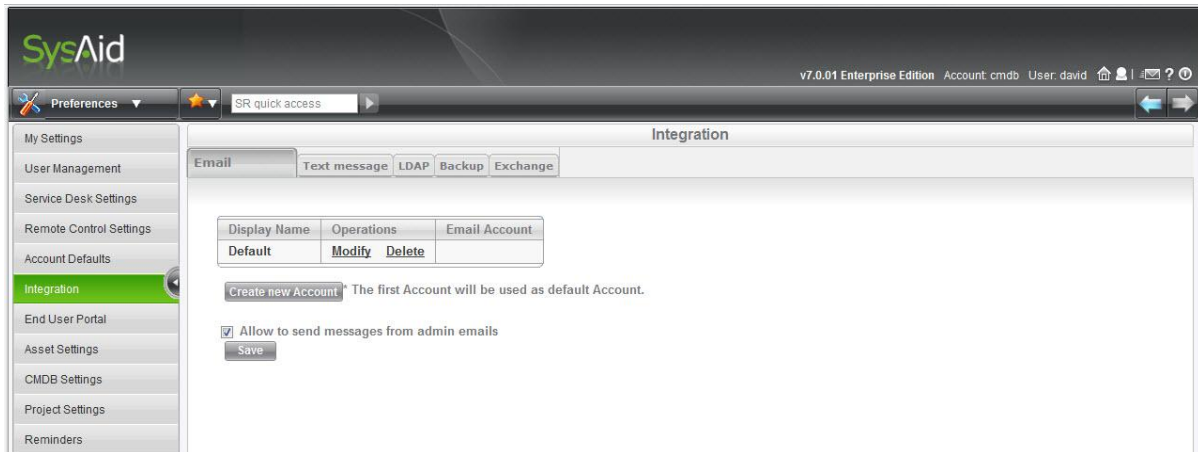 SysAid
v7.0.01 Enterprise Edition Account: cmdb User: david
Preferences
SR quick access
My Settings
User Management
Service Desk Settings
Remote Control Settings
Account Defaults
Integration
End User Portal
Asset Settings
CMDB Settings
Project Settings
Reminders
Integration
Email Text message LDAP Backup Exchange
Display Name Operations Email Account
Default Modify Delete
Create new Account * The first Account will be used as default Account.
Allow to send messages from admin emails
Save